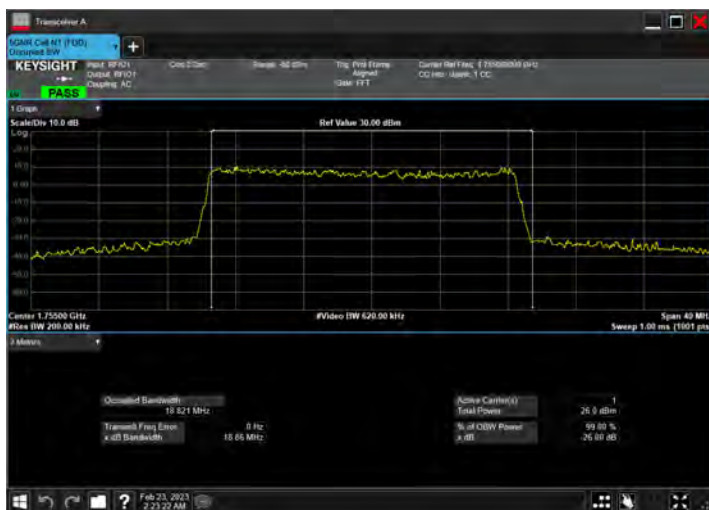 Transceiver A
5GNR Cell N1 (FDD)
Occupied BW
KEYSIGHT
PASS
Input: RFIO1
Output: RFIO1
Coupling: AC
Trig:
Aligned
Gate: FFT
1 Graph
Scale/Div 10.0 dB
Ref Value 30.00 dBm
Log
Center 1.75500 GHz
#Res BW 200.00 kHz
#Video BW 620.00 kHz
Span 40
Sweep 1.00 ms (1001 pts
2 Metrics
Occupied Bandwidth
18.821 MHz
Active Carrier(s) 1
Total Power 26.0 dBm
Transmit Freq Error 0 Hz
x dB Bandwidth 18.86 MHz
% of OBW Power 99.00 %
x dB -26.00 dB
?
Feb 23, 2023
2:23:22 AM